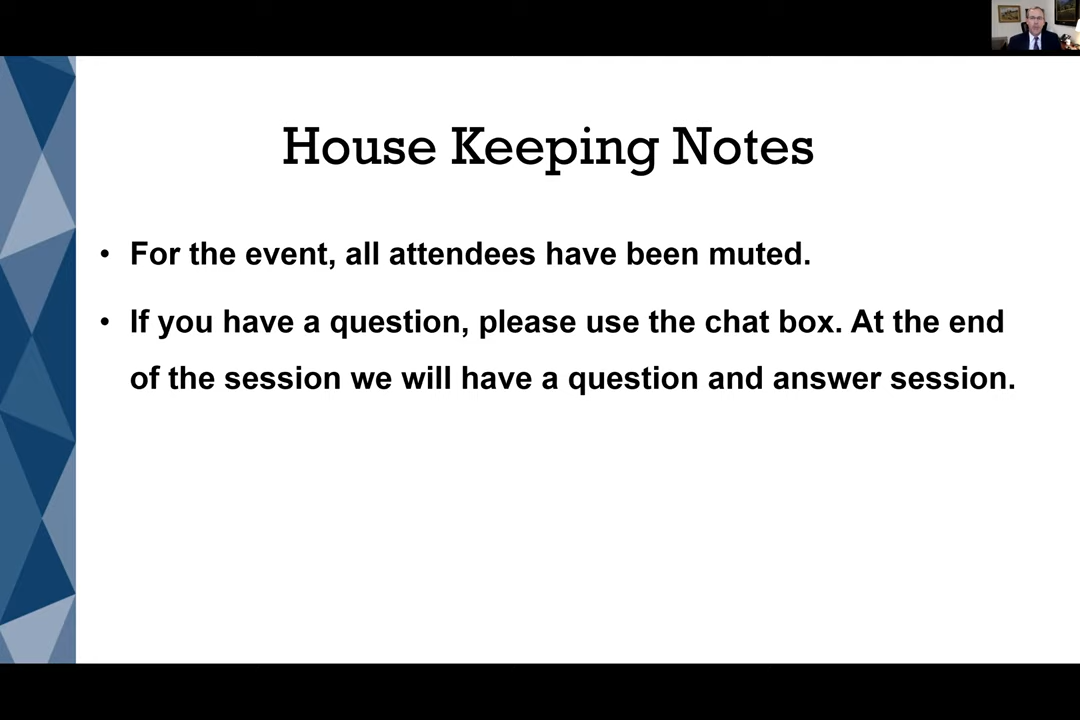 House Keeping Notes
• For the event, all attendees have been muted.
• If you have a question, please use the chat box. At the end
of the session we will have a question and answer session.